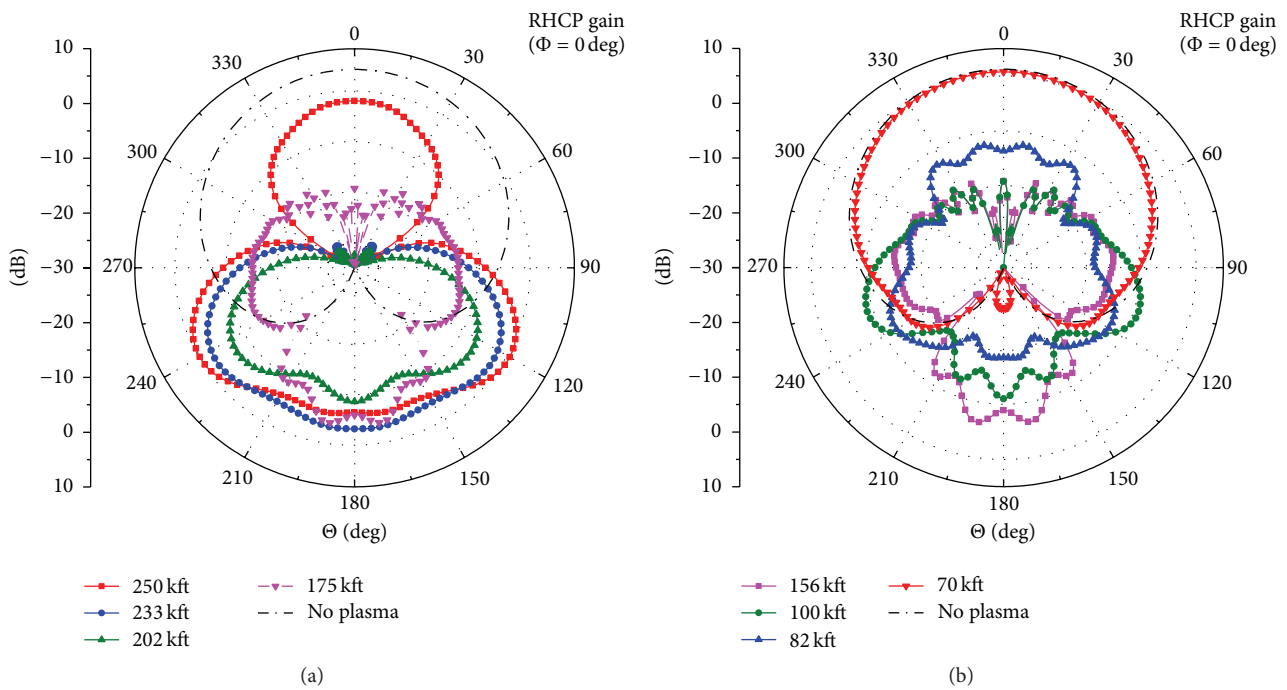 RHCP gain
(Φ = 0 deg)
10
0
−10
−20
−30
−20
−10
0
10
(dB)
0
30
60
90
120
150
180
210
240
270
300
330
Θ (deg)
250 kft
233 kft
202 kft
175 kft
No plasma
(a)
RHCP gain
(Φ = 0 deg)
10
0
−10
−20
−30
−20
−10
0
10
(dB)
0
30
60
90
120
150
180
210
240
270
300
330
Θ (deg)
156 kft
100 kft
82 kft
70 kft
No plasma
(b)